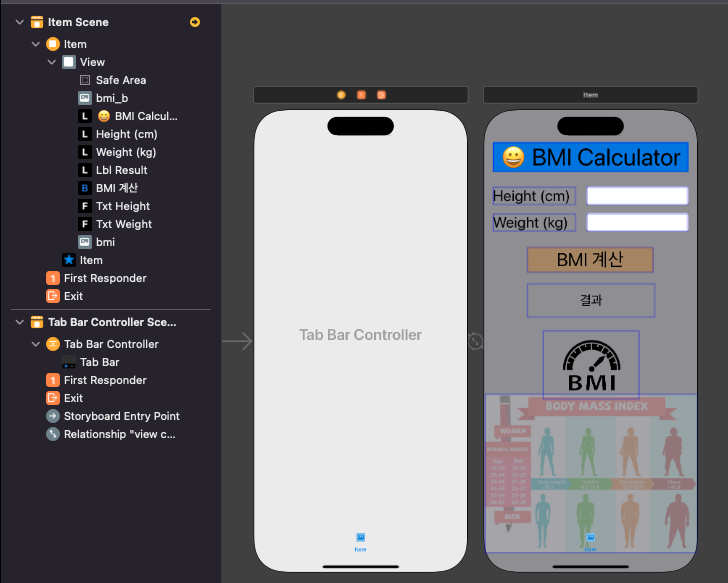 Item Scene
Item
View
Safe Area
bmi_b
L 😀 BMI Calcul...
L Height (cm)
L Weight (kg)
L Lbl Result
B BMI 계산
F Txt Height
F Txt Weight
bmi
Item
1 First Responder
Exit
Tab Bar Controller Sce...
Tab Bar Controller
Tab Bar
1 First Responder
Exit
Storyboard Entry Point
Relationship "view c...
Tab Bar Controller
Item
Item
😀 BMI Calculator
Height (cm)
Weight (kg)
BMI 계산
결과
BMI
BODY MASS INDEX
WOMEN
MEN
Item